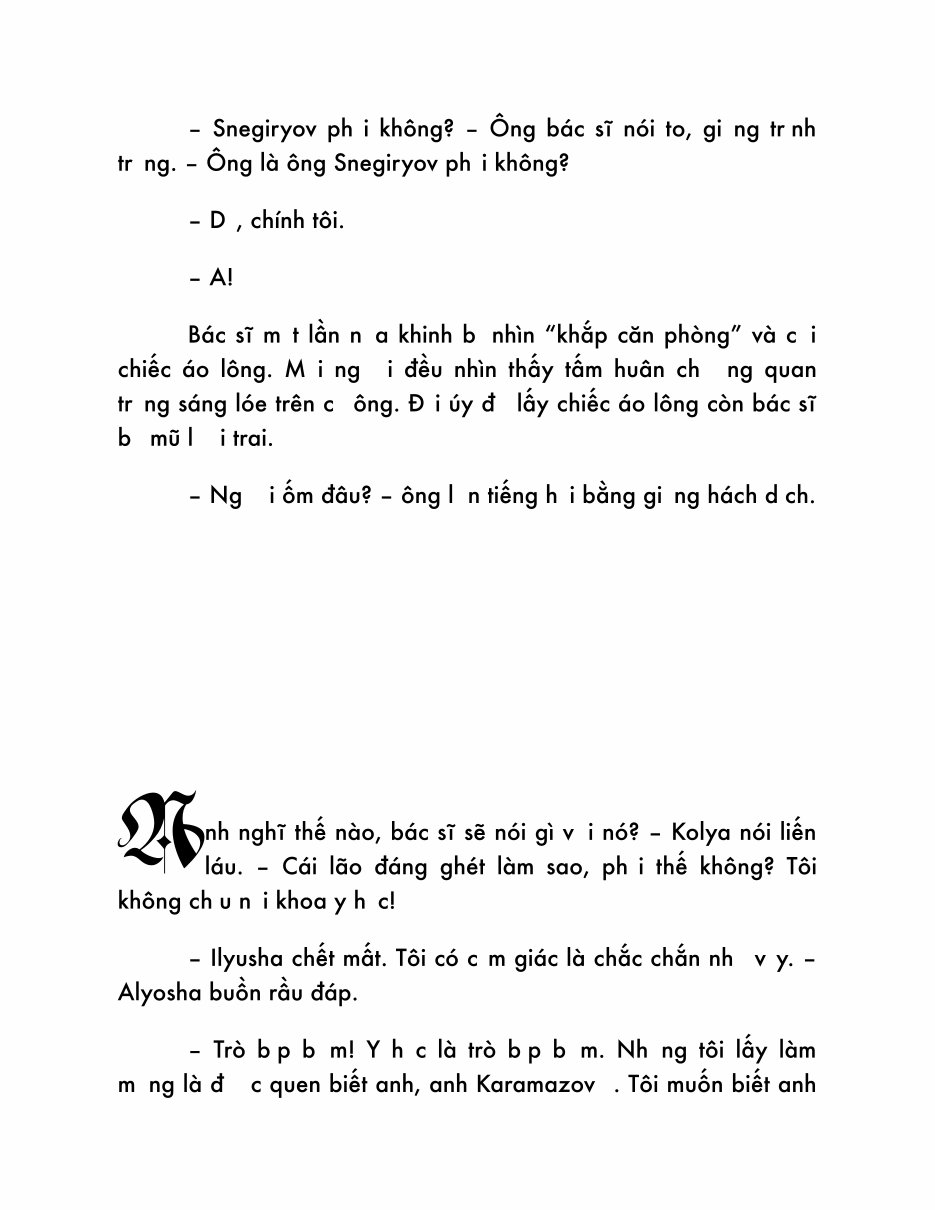 – Snegiryov ph i không? – Ông bác sĩ nói to, gi ng tr nh
tr ng. – Ông là ông Snegiryov ph i không?
– D , chính tôi.
– A!
Bác sĩ m t lần n a khinh b nhìn “khắp căn phòng” và c i
chiếc áo lông. M i ng i đều nhìn thấy tấm huân ch ng quan
tr ng sáng lóe trên c ông. Đ i úy đ lấy chiếc áo lông còn bác sĩ
b mũ l i trai.
– Ng i ốm đâu? – ông l n tiếng h i bằng gi ng hách d ch.
Anh nghĩ thế nào, bác sĩ sẽ nói gì v i nó? – Kolya nói liến
láu. – Cái lão đáng ghét làm sao, ph i thế không? Tôi
không ch u n i khoa y h c!
– Ilyusha chết mất. Tôi có c m giác là chắc chắn nh v y. –
Alyosha buồn rầu đáp.
– Trò b p b m! Y h c là trò b p b m. Nh ng tôi lấy làm
m ng là đ c quen biết anh, anh Karamazov . Tôi muốn biết anh